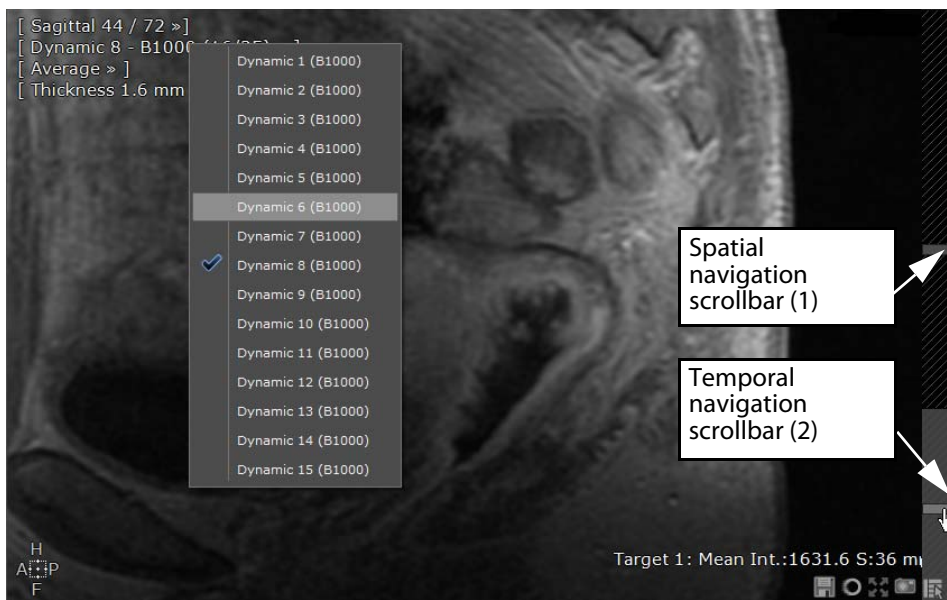 [ Sagittal 44 / 72 »]
[ Dynamic 8 - B1000
[ Average » ]
[ Thickness 1.6 mm
Dynamic 1 (B1000)
Dynamic 2 (B1000)
Dynamic 3 (B1000)
Dynamic 4 (B1000)
Dynamic 5 (B1000)
Dynamic 6 (B1000)
Dynamic 7 (B1000)
Dynamic 8 (B1000)
Dynamic 9 (B1000)
Dynamic 10 (B1000)
Dynamic 11 (B1000)
Dynamic 12 (B1000)
Dynamic 13 (B1000)
Dynamic 14 (B1000)
Dynamic 15 (B1000)
Spatial
navigation
scrollbar (1)
Temporal
navigation
scrollbar (2)
H
A P
F
Target 1: Mean Int.:1631.6 S:36